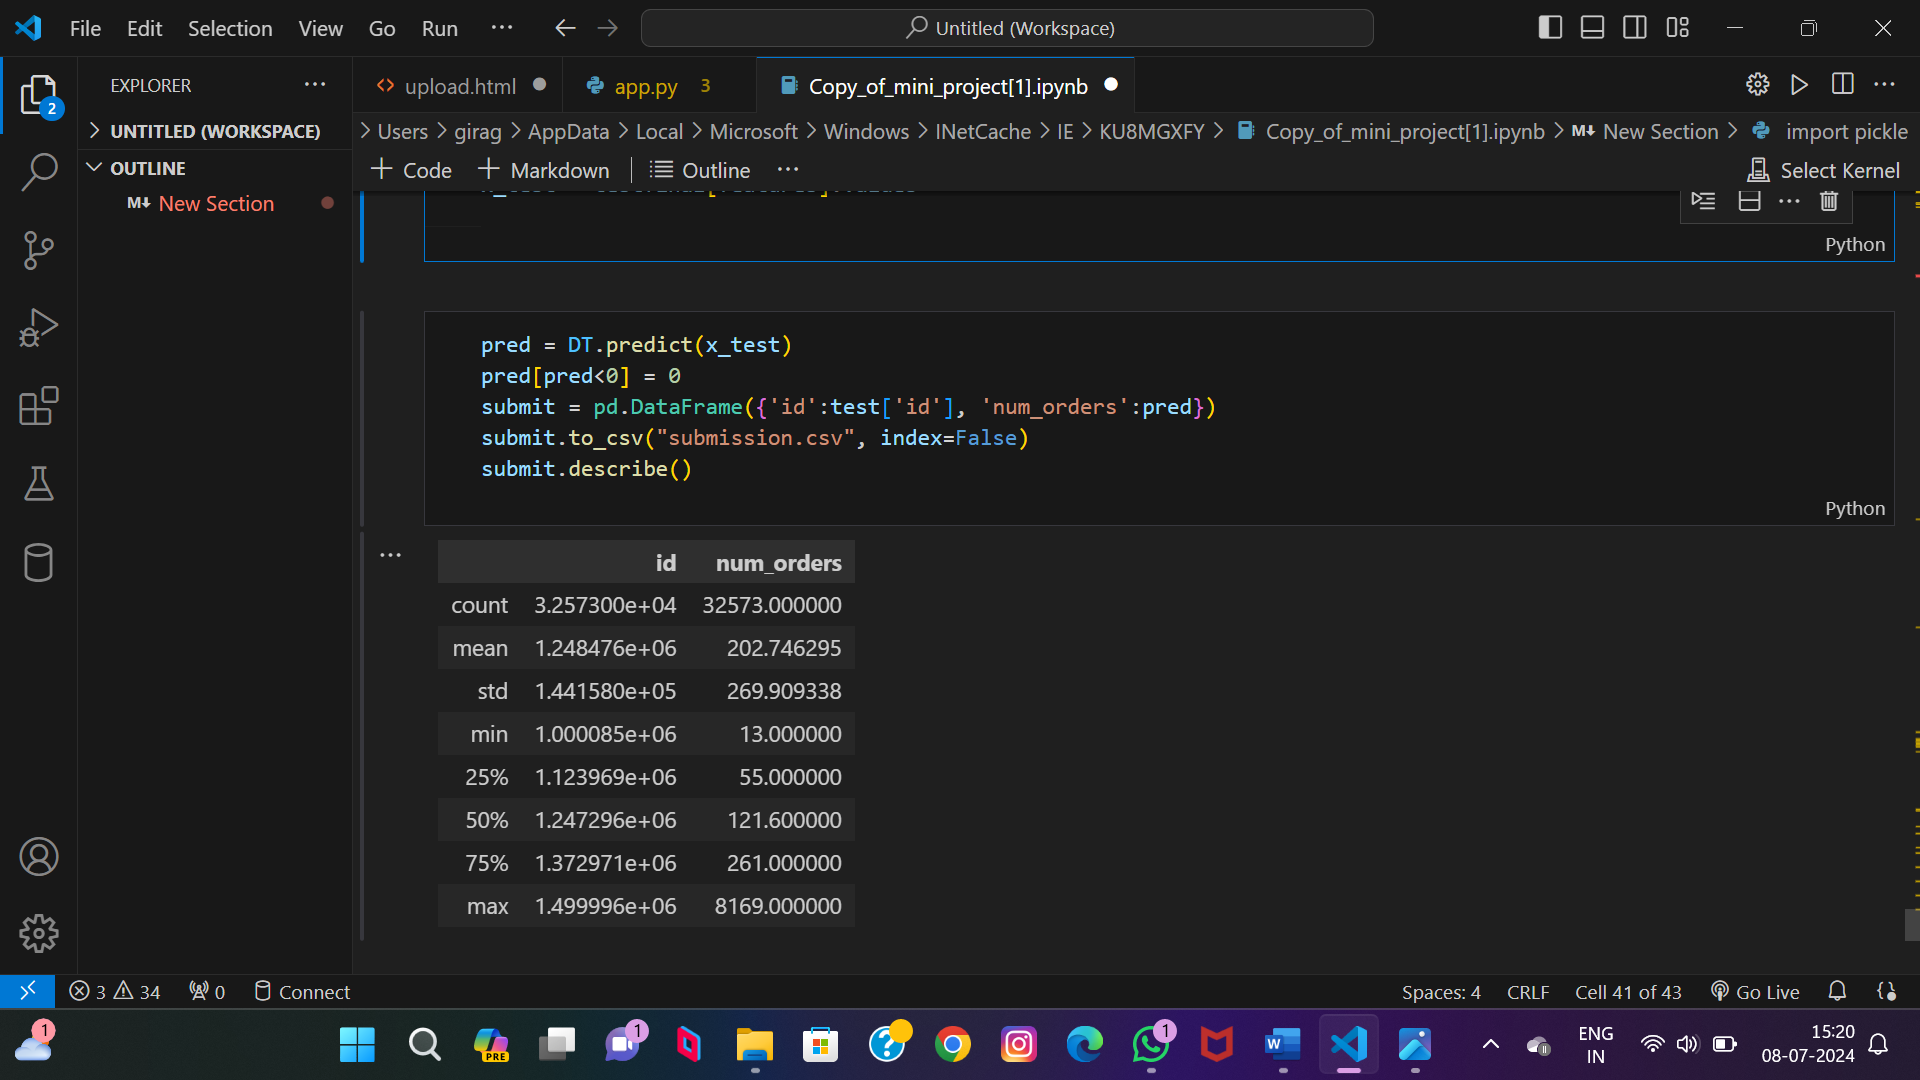 File Edit Selection View Go Run ··· Untitled (Workspace)
EXPLORER ···
upload.html
app.py 3
Copy_of_mini_project[1].ipynb
···
2
UNTITLED (WORKSPACE)
Users > girag > AppData > Local > Microsoft > Windows > INetCache > IE > KU8MGXFY > Copy_of_mini_project[1].ipynb > M↓ New Section > import pickle
OUTLINE
M↓ New Section
+ Code + Markdown Outline ···
Select Kernel
Python
pred = DT.predict(x_test)
pred[pred<0] = 0
submit = pd.DataFrame({'id':test['id'], 'num_orders':pred})
submit.to_csv("submission.csv", index=False)
submit.describe()
Python
id num_orders
count 3.257300e+04 32573.000000
mean 1.248476e+06 202.746295
std 1.441580e+05 269.909338
min 1.000085e+06 13.000000
25% 1.123969e+06 55.000000
50% 1.247296e+06 121.600000
75% 1.372971e+06 261.000000
max 1.499996e+06 8169.000000
3 34 0 Connect
Spaces: 4 CRLF Cell 41 of 43 Go Live
1
PRE
1
1
W
ENG
IN
15:20
08-07-2024